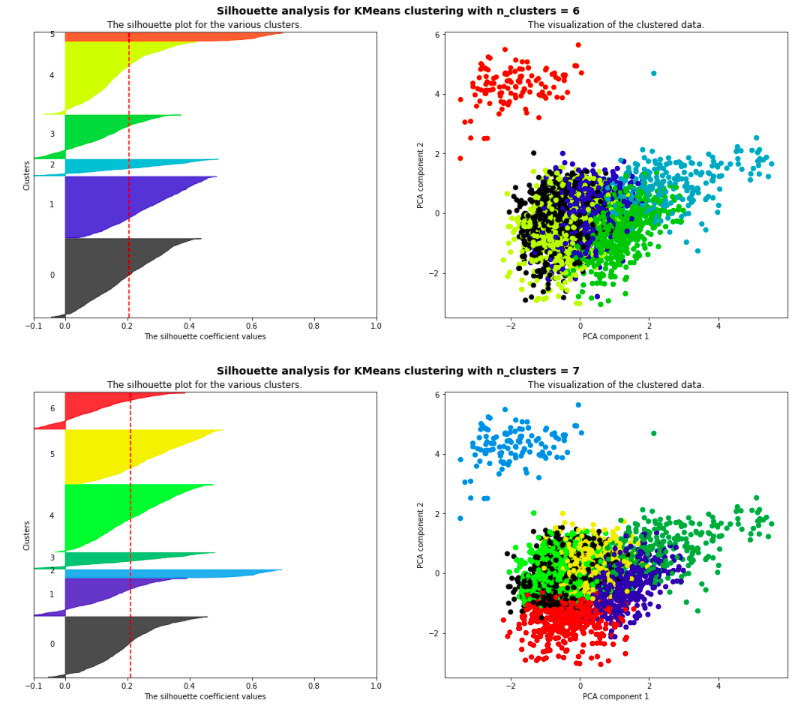 Silhouette analysis for KMeans clustering with n_clusters = 6
The silhouette plot for the various clusters.
The visualization of the clustered data.
5
4
3
2
1
0
Clusters
−0.1 0.0 0.2 0.4 0.6 0.8 1.0
The silhouette coefficient values
6
4
2
0
−2
PCA component 2
−2 0 2 4
PCA component 1
Silhouette analysis for KMeans clustering with n_clusters = 7
The silhouette plot for the various clusters.
The visualization of the clustered data.
6
5
4
3
2
1
0
Clusters
−0.1 0.0 0.2 0.4 0.6 0.8 1.0
The silhouette coefficient values
6
4
2
0
−2
PCA component 2
−2 0 2 4
PCA component 1